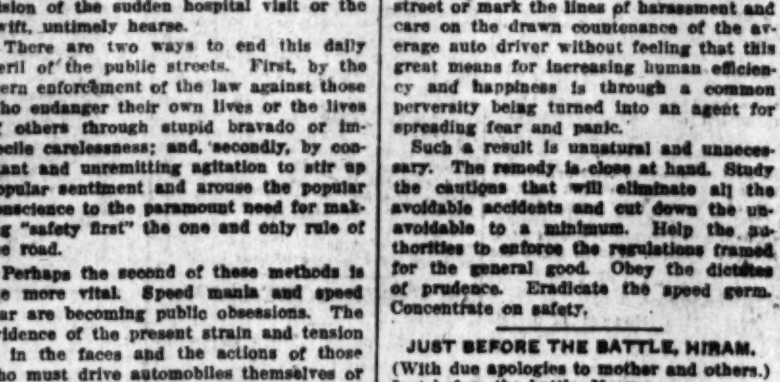 ision of the sudden hospital visit or the
wift, untimely hearse.
There are two ways to end this daily
eril of the public streets. First, by the
ern enforcement of the law against those
ho endanger their own lives or the lives
f others through stupid bravado or im-
ecile carelessness; and, secondly, by con-
ant and unremitting agitation to stir up
opular sentiment and arouse the popular
onscience to the paramount need for mak-
g "safety first" the one and only rule of
e road.
Perhaps the second of these methods is
e more vital. Speed mania and speed
ar are becoming public obsessions. The
vidence of the present strain and tension
in the faces and the actions of those
ho must drive automobiles themselves or
street or mark the lines of harassment and
care on the drawn countenance of the av-
erage auto driver without feeling that this
great means for increasing human efficien-
cy and happiness is through a common
perversity being turned into an agent for
spreading fear and panic.
Such a result is unnatural and unneces-
sary. The remedy is close at hand. Study
the cautions that will eliminate all the
avoidable accidents and cut down the un-
avoidable to a minimum. Help the au-
thorities to enforce the regulations framed
for the general good. Obey the dictates
of prudence. Eradicate the speed germ.
Concentrate on safety.
JUST BEFORE THE BATTLE, HIRAM.
(With due apologies to mother and others.)